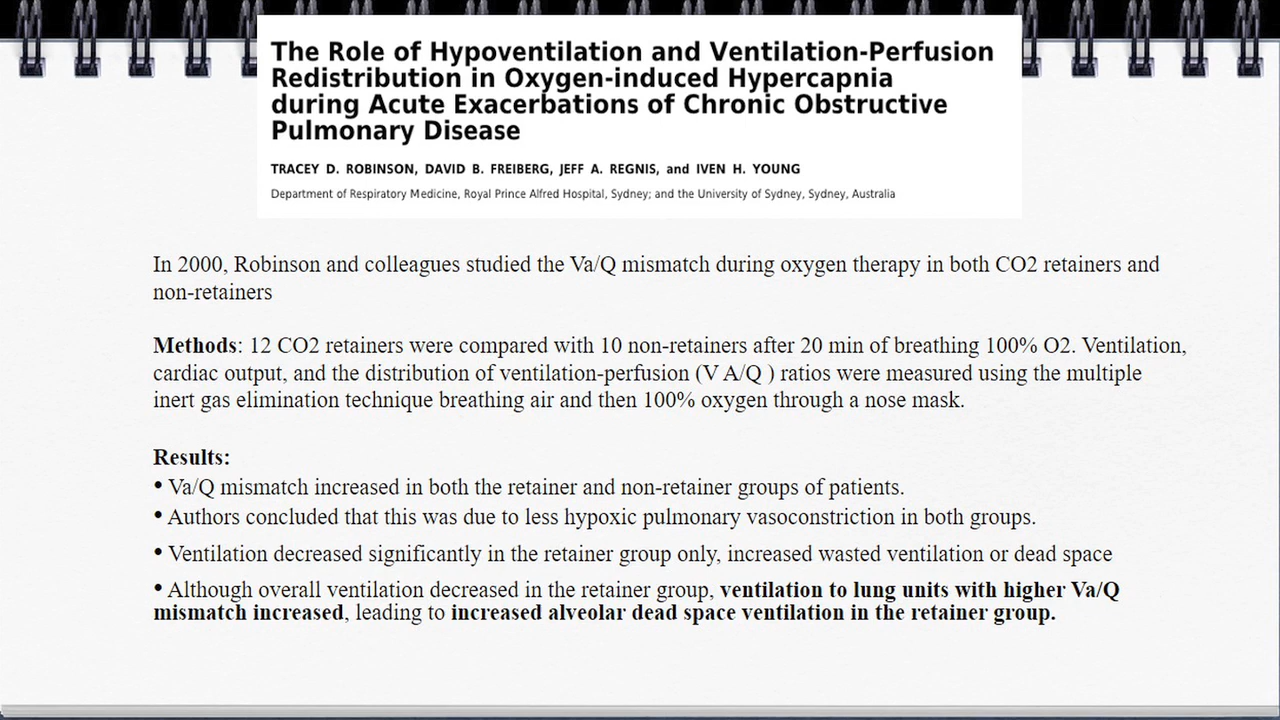 The Role of Hypoventilation and Ventilation-Perfusion
Redistribution in Oxygen-induced Hypercapnia
during Acute Exacerbations of Chronic Obstructive
Pulmonary Disease
TRACEY D. ROBINSON, DAVID B. FREIBERG, JEFF A. REGNIS, and IVEN H. YOUNG
Department of Respiratory Medicine, Royal Prince Alfred Hospital, Sydney; and the University of Sydney, Sydney, Australia
In 2000, Robinson and colleagues studied the Va/Q mismatch during oxygen therapy in both CO2 retainers and
non-retainers
Methods: 12 CO2 retainers were compared with 10 non-retainers after 20 min of breathing 100% O2. Ventilation,
cardiac output, and the distribution of ventilation-perfusion (V A/Q ) ratios were measured using the multiple
inert gas elimination technique breathing air and then 100% oxygen through a nose mask.
Results:
• Va/Q mismatch increased in both the retainer and non-retainer groups of patients.
• Authors concluded that this was due to less hypoxic pulmonary vasoconstriction in both groups.
• Ventilation decreased significantly in the retainer group only, increased wasted ventilation or dead space
• Although overall ventilation decreased in the retainer group, ventilation to lung units with higher Va/Q
mismatch increased, leading to increased alveolar dead space ventilation in the retainer group.